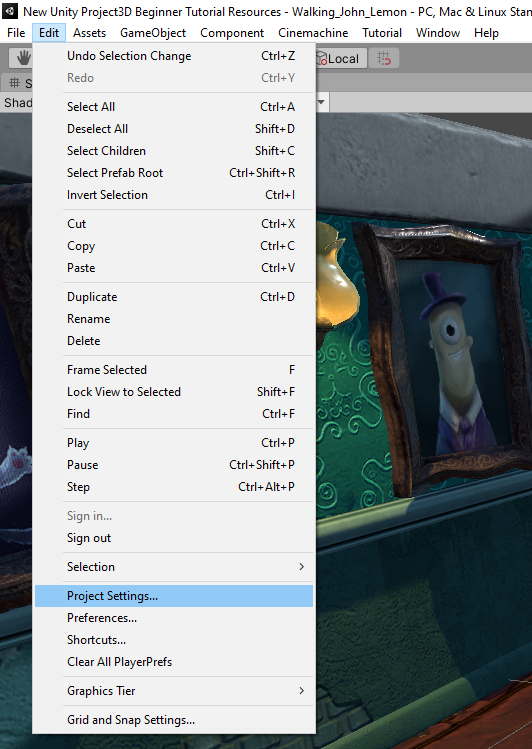 New Unity Project3D Beginner Tutorial Resources - Walking_John_Lemon - PC, Mac & Linux Stan
File Edit Assets GameObject Component Cinemachine Tutorial Window Help
Local
S
Shad
Undo Selection Change Ctrl+Z
Redo Ctrl+Y
Select All Ctrl+A
Deselect All Shift+D
Select Children Shift+C
Select Prefab Root Ctrl+Shift+R
Invert Selection Ctrl+I
Cut Ctrl+X
Copy Ctrl+C
Paste Ctrl+V
Duplicate Ctrl+D
Rename
Delete
Frame Selected F
Lock View to Selected Shift+F
Find Ctrl+F
Play Ctrl+P
Pause Ctrl+Shift+P
Step Ctrl+Alt+P
Sign in...
Sign out
Selection
Project Settings...
Preferences...
Shortcuts...
Clear All PlayerPrefs
Graphics Tier
Grid and Snap Settings...